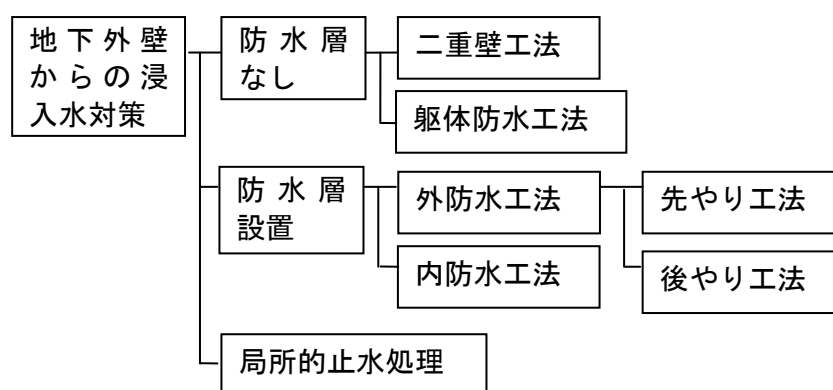 地下外壁
からの浸
入水対策
防水層
なし
二重壁工法
躯体防水工法
防水層
設置
外防水工法
先やり工法
内防水工法
後やり工法
局所的止水処理